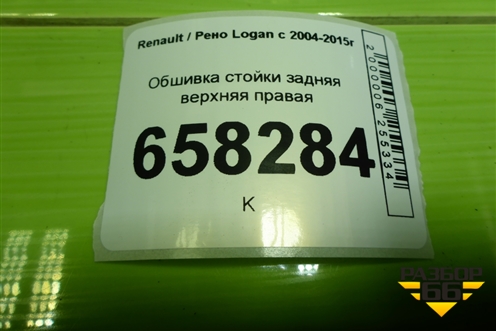 Renault / Рено Logan с 2004-2015г
Обшивка стойки задняя
верхняя правая
658284
К
2000006255334
РАЗБОР
66